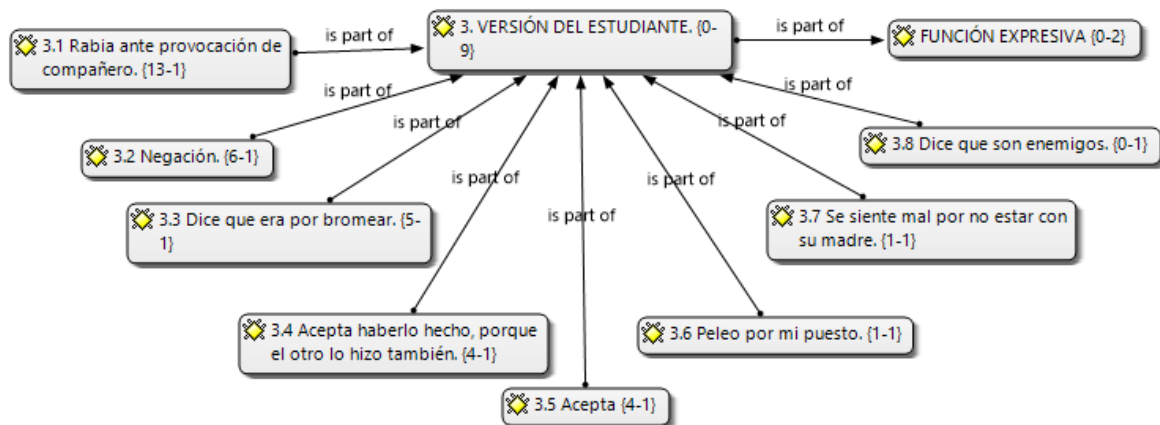 3.1 Rabia ante provocación de
compañero. {13-1}
is part of
3. VERSIÓN DEL ESTUDIANTE. {0-
9}
is part of
FUNCIÓN EXPRESIVA {0-2}
is part of
is part of
3.2 Negación. {6-1}
is part of
is part of
3.8 Dice que son enemigos. {0-1}
3.3 Dice que era por bromear. {5-
1}
is part of
is part of
is part of
3.7 Se siente mal por no estar con
su madre. {1-1}
3.4 Acepta haberlo hecho, porque
el otro lo hizo también. {4-1}
3.6 Peleo por mi puesto. {1-1}
3.5 Acepta {4-1}